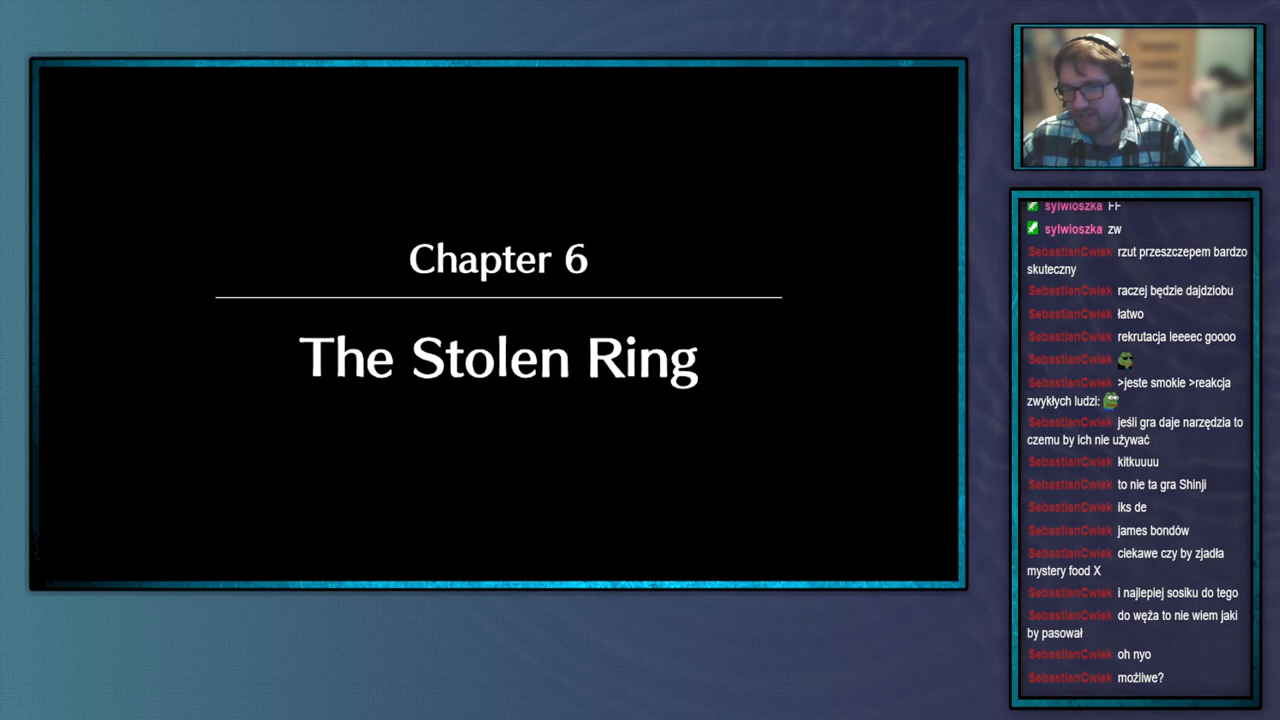 Chapter 6
The Stolen Ring
sylwioszka FF
sylwioszka zw
SebastianCwiek rzut przeszczepem bardzo
skuteczny
SebastianCwiek raczej będzie dajdziobu
SebastianCwiek łatwo
SebastianCwiek rekrutacja leeeec goooo
SebastianCwiek
SebastianCwiek >jeste smokie >reakcja
zwykłych ludzi:
SebastianCwiek jeśli gra daje narzędzia to
czemu by ich nie używać
SebastianCwiek kitkuuuu
SebastianCwiek to nie ta gra Shinji
SebastianCwiek iks de
SebastianCwiek james bondów
SebastianCwiek ciekawe czy by zjadła
mystery food X
SebastianCwiek i najlepiej sosiku do tego
SebastianCwiek do węża to nie wiem jaki
by pasował
SebastianCwiek oh nyo
SebastianCwiek możliwe?